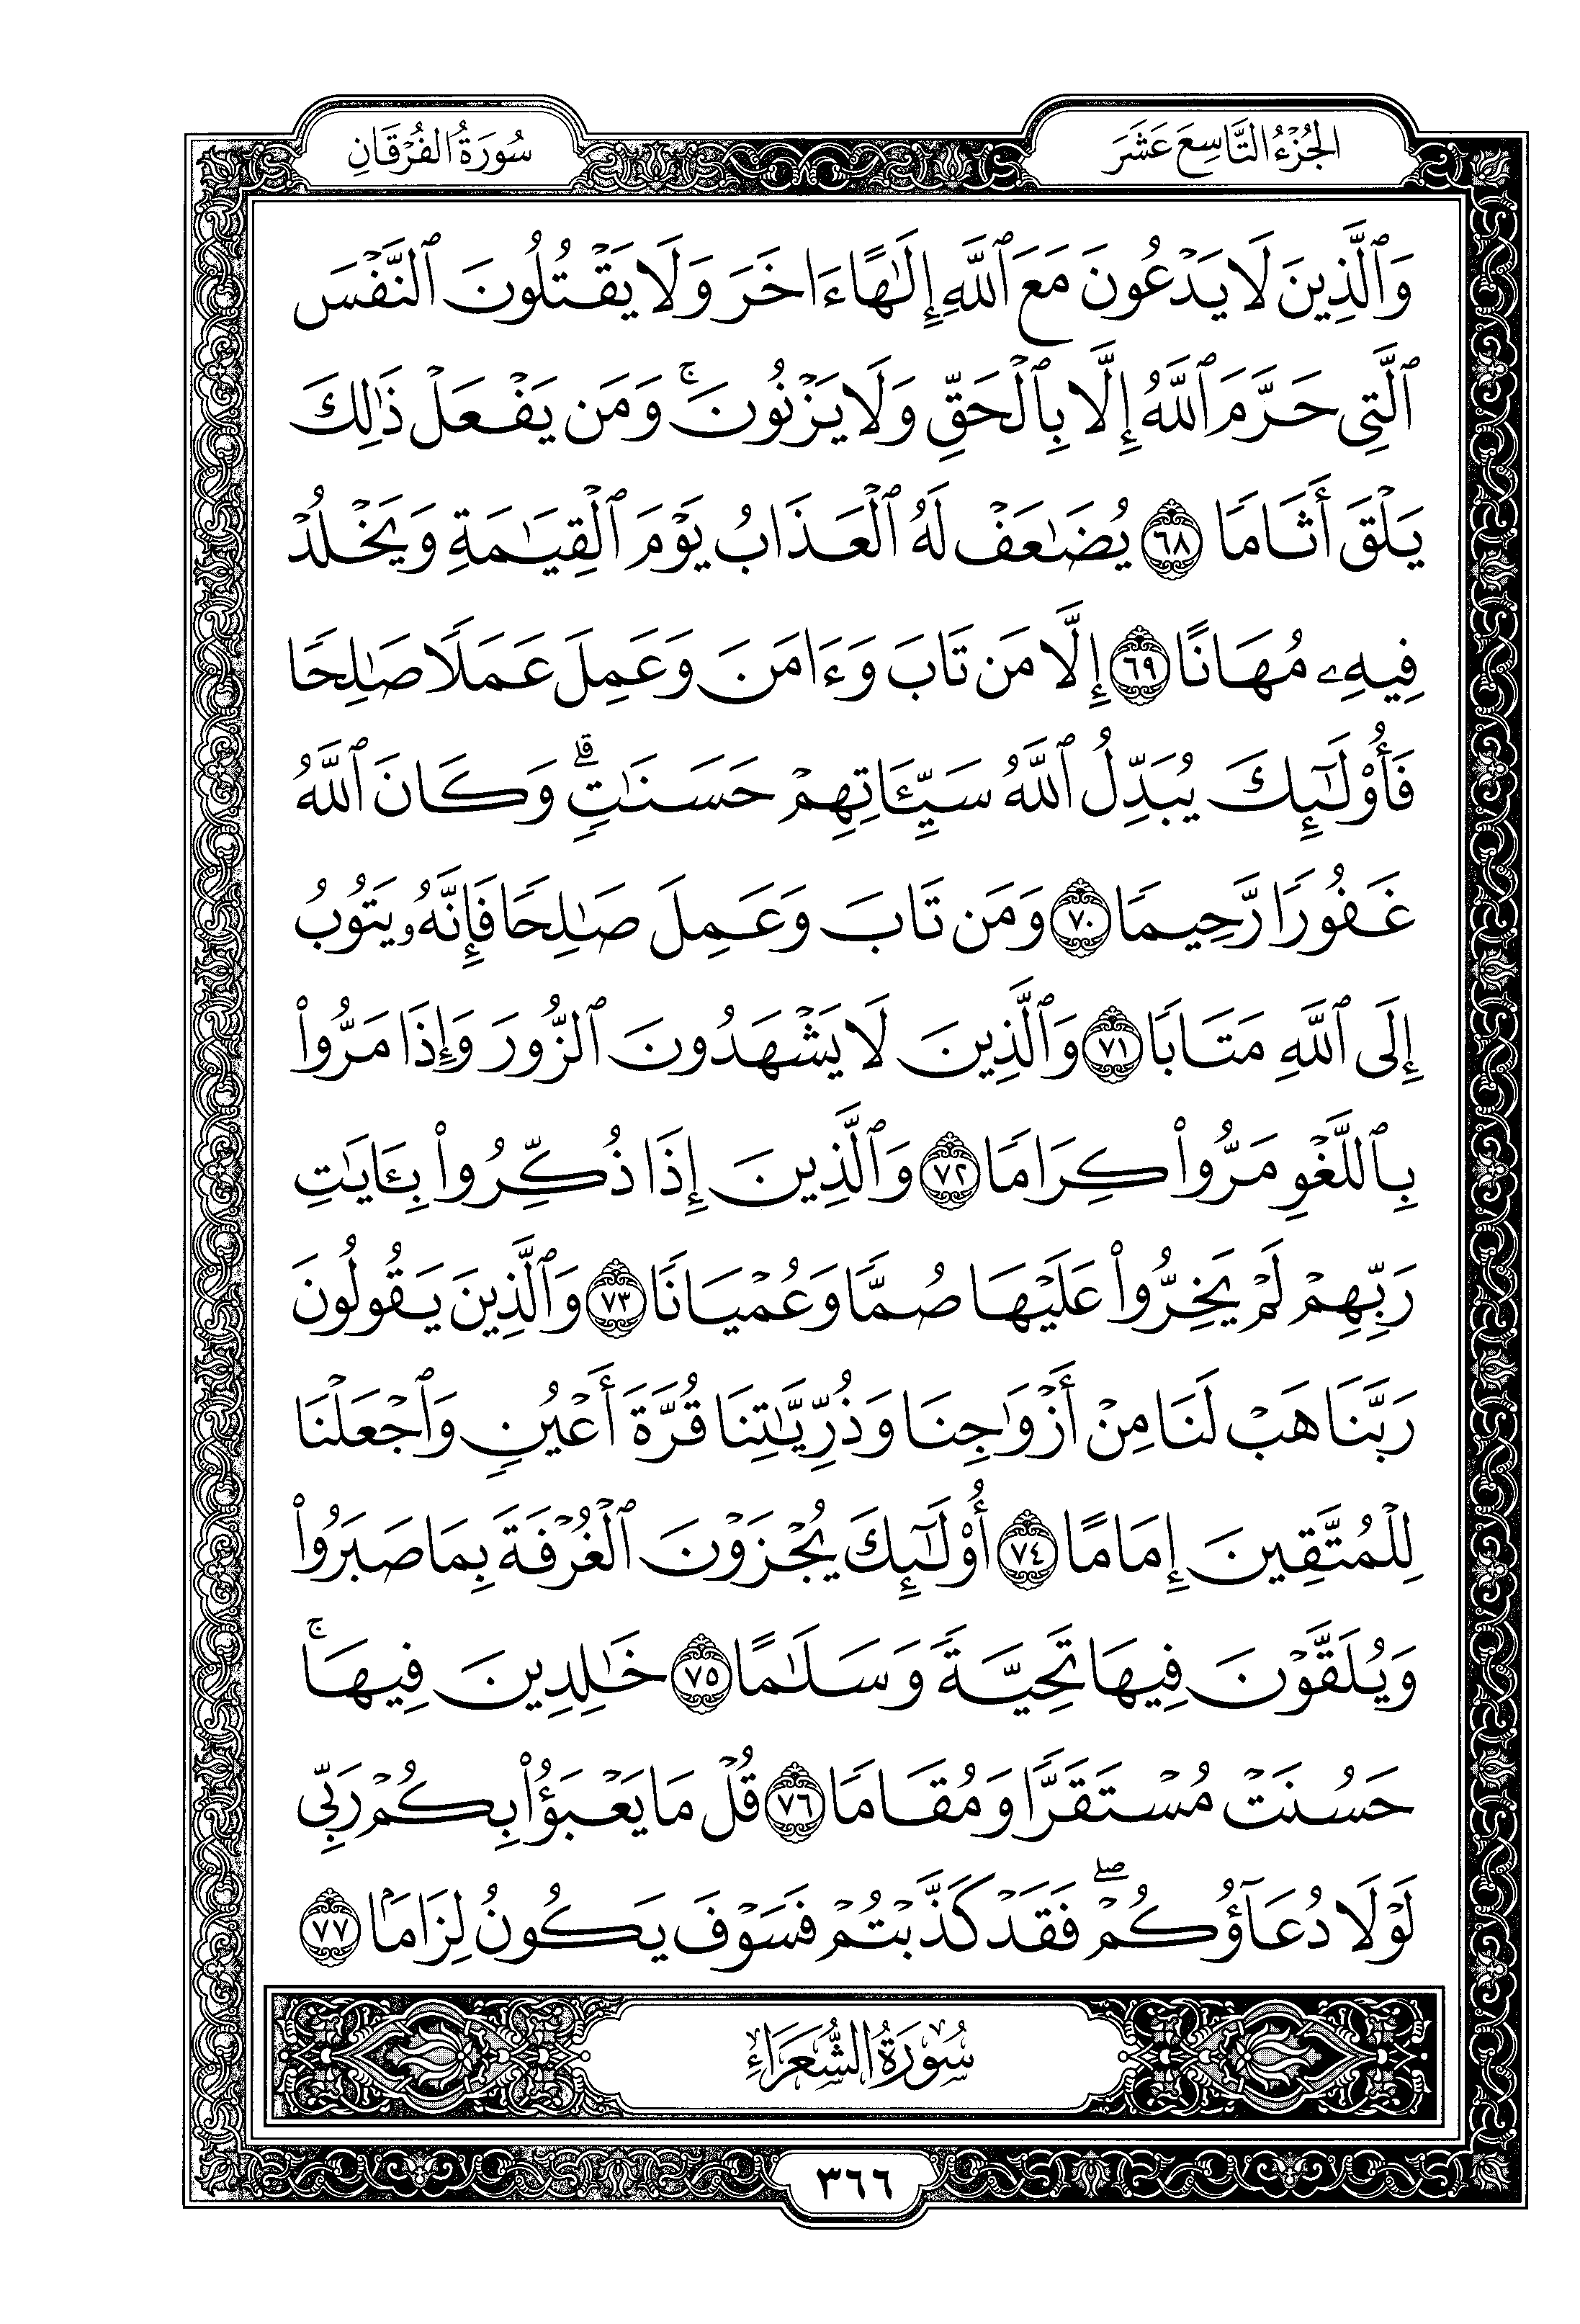 الجُزْءُ التَّاسِعَ عَشَرَ
سُورَةُ الفُرْقَانِ
وَٱلَّذِينَ لَا يَدْعُونَ مَعَ ٱللَّهِ إِلَٰهًا ءَاخَرَ وَلَا يَقْتُلُونَ ٱلنَّفْسَ
ٱلَّتِى حَرَّمَ ٱللَّهُ إِلَّا بِٱلْحَقِّ وَلَا يَزْنُونَ ۚ وَمَن يَفْعَلْ ذَٰلِكَ
يَلْقَ أَثَامًا ٦٨ يُضَٰعَفْ لَهُ ٱلْعَذَابُ يَوْمَ ٱلْقِيَٰمَةِ وَيَخْلُدْ
فِيهِۦ مُهَانًا ٦٩ إِلَّا مَن تَابَ وَءَامَنَ وَعَمِلَ عَمَلًا صَٰلِحًا
فَأُو۟لَٰٓئِكَ يُبَدِّلُ ٱللَّهُ سَيِّـَٔاتِهِمْ حَسَنَٰتٍ ۗ وَكَانَ ٱللَّهُ
غَفُورًا رَّحِيمًا ٧٠ وَمَن تَابَ وَعَمِلَ صَٰلِحًا فَإِنَّهُۥ يَتُوبُ
إِلَى ٱللَّهِ مَتَابًا ٧١ وَٱلَّذِينَ لَا يَشْهَدُونَ ٱلزُّورَ وَإِذَا مَرُّوا۟
بِٱللَّغْوِ مَرُّوا۟ كِرَامًا ٧٢ وَٱلَّذِينَ إِذَا ذُكِّرُوا۟ بِـَٔايَٰتِ
رَبِّهِمْ لَمْ يَخِرُّوا۟ عَلَيْهَا صُمًّا وَعُمْيَانًا ٧٣ وَٱلَّذِينَ يَقُولُونَ
رَبَّنَا هَبْ لَنَا مِنْ أَزْوَٰجِنَا وَذُرِّيَّٰتِنَا قُرَّةَ أَعْيُنٍ وَٱجْعَلْنَا
لِلْمُتَّقِينَ إِمَامًا ٧٤ أُو۟لَٰٓئِكَ يُجْزَوْنَ ٱلْغُرْفَةَ بِمَا صَبَرُوا۟
وَيُلَقَّوْنَ فِيهَا تَحِيَّةً وَسَلَٰمًا ٧٥ خَٰلِدِينَ فِيهَا ۚ
حَسُنَتْ مُسْتَقَرًّا وَمُقَامًا ٧٦ قُلْ مَا يَعْبَؤُا۟ بِكُمْ رَبِّى
لَوْلَا دُعَآؤُكُمْ ۖ فَقَدْ كَذَّبْتُمْ فَسَوْفَ يَكُونُ لِزَامًۢا ٧٧
سُورَةُ الشُّعَرَاءِ
٣٦٦